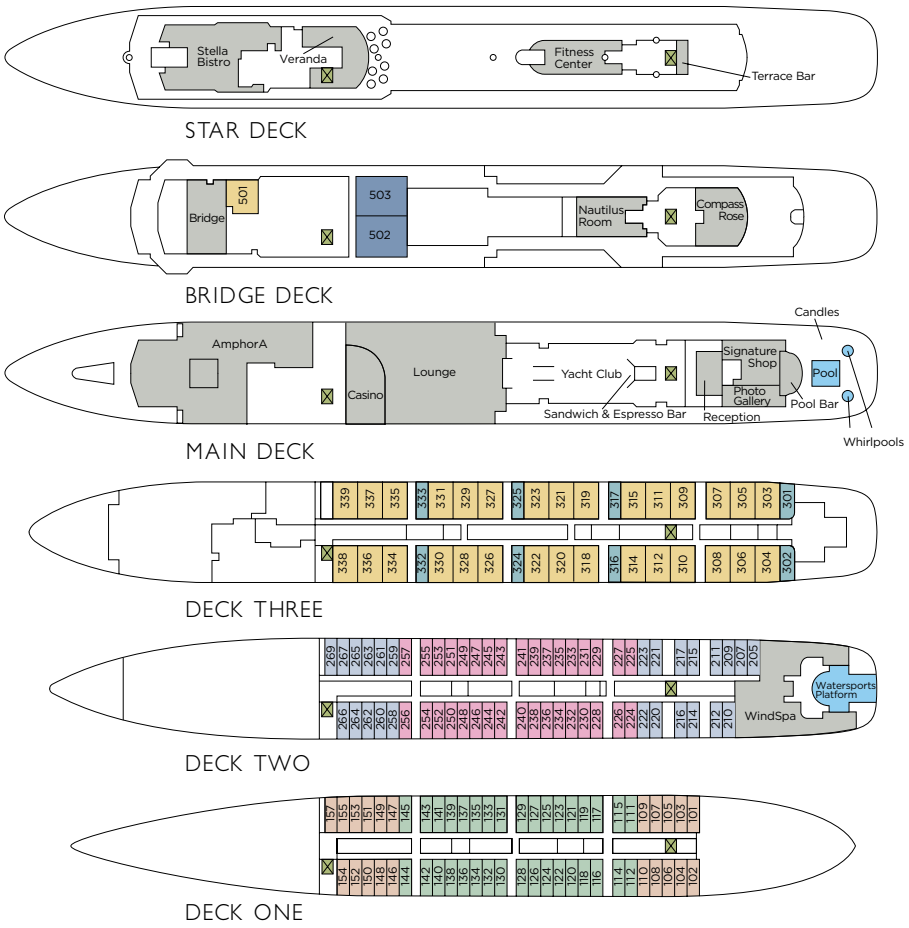 Stella
Bistro
Veranda
Fitness
Center
Terrace Bar
STAR DECK
Bridge
501
503
502
Nautilus
Room
Compass
Rose
BRIDGE DECK
Candles
AmphorA
Casino
Lounge
Yacht Club
Sandwich & Espresso Bar
Signature
Shop
Photo
Gallery
Reception
Pool
Pool Bar
Whirlpools
MAIN DECK
339 337 335 333 331 329 327 325 323 321 319 317 315 311 309 307 305 303 301
338 336 334 332 330 328 326 324 322 320 318 316 314 312 310 308 306 304 302
DECK THREE
269 267 265 263 261 259 257 255 253 251 249 247 245 243 241 239 237 235 233 231 229 227 225 223 221 217 215 211 209 207 205
266 264 262 260 258 256 254 252 250 248 246 244 242 240 238 236 234 232 230 228 226 224 222 220 216 214 212 210
WindSpa
Watersports
Platform
DECK TWO
157 155 153 151 149 147 145 143 141 139 137 135 133 131 129 127 125 123 121 119 117 115 111 109 107 105 103 101
154 152 150 148 146 144 142 140 138 136 134 132 130 128 126 124 122 120 118 116 114 112 110 108 106 104 102
DECK ONE